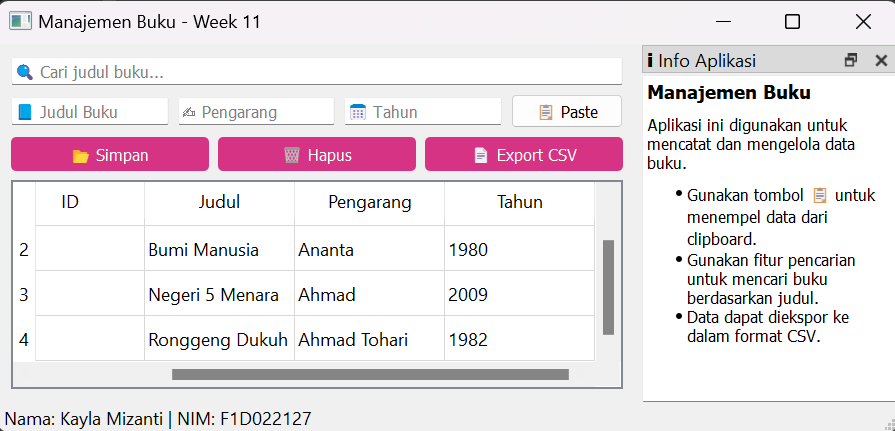 Manajemen Buku - Week 11
Cari judul buku...
Judul Buku Pengarang Tahun Paste
Simpan Hapus Export CSV
ID Judul Pengarang Tahun
2 Bumi Manusia Ananta 1980
3 Negeri 5 Menara Ahmad 2009
4 Ronggeng Dukuh Ahmad Tohari 1982
Info Aplikasi
Manajemen Buku
Aplikasi ini digunakan untuk
mencatat dan mengelola data
buku.
• Gunakan tombol 📋 untuk
menempel data dari
clipboard.
• Gunakan fitur pencarian
untuk mencari buku
berdasarkan judul.
• Data dapat diekspor ke
dalam format CSV.
Nama: Kayla Mizanti | NIM: F1D022127